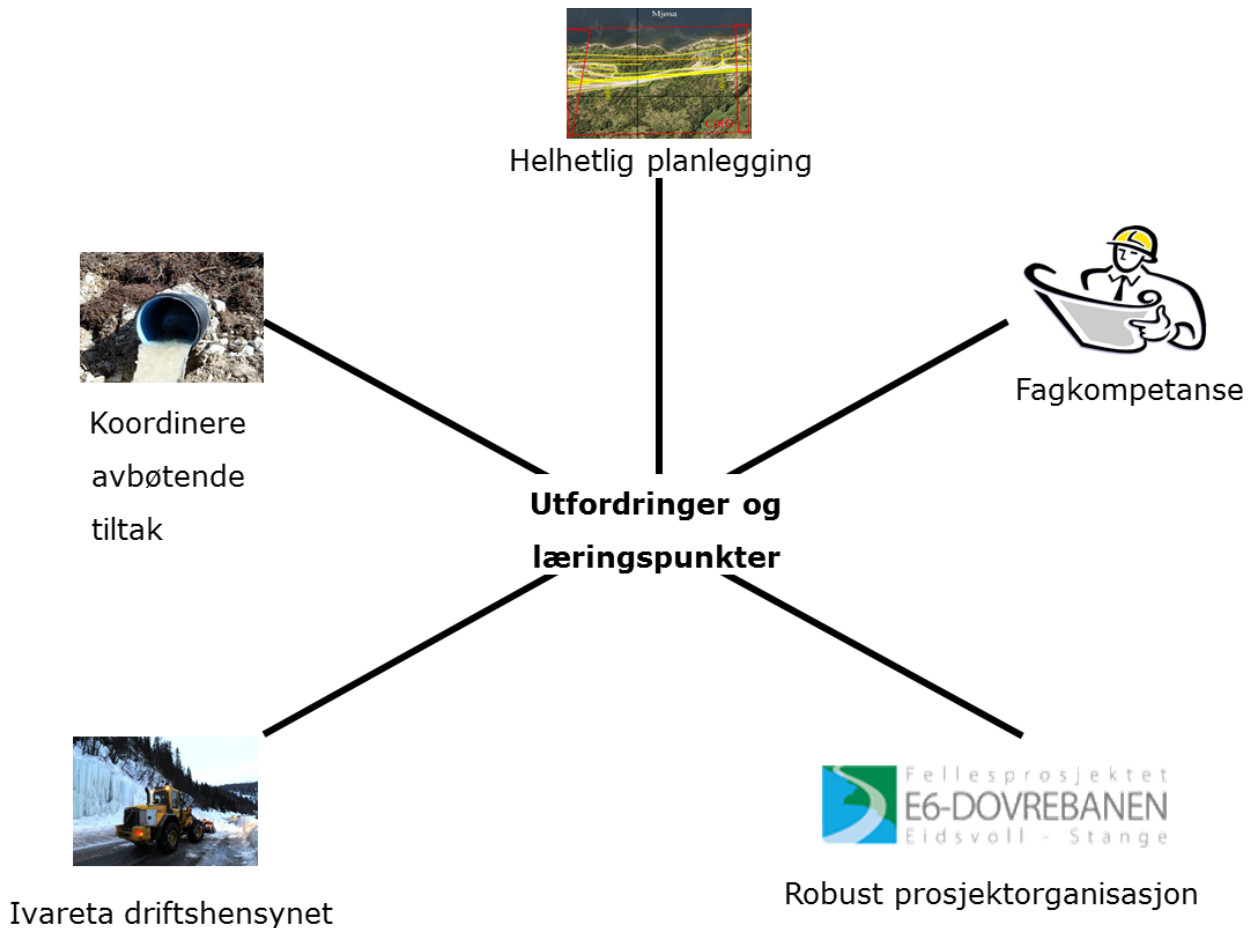 Mjøsa
Helhetlig planlegging
Fagkompetanse
Koordinere
avbøtende
tiltak
Utfordringer og
læringspunkter
Fellesprosjektet
E6-DOVREBANEN
Eidsvoll - Stange
Robust prosjektorganisasjon
Ivareta driftshensynet